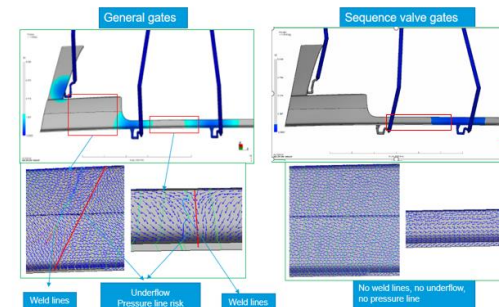 General gates
Sequence valve gates
Weld lines
Underflow
Pressure line risk
Weld lines
No weld lines, no underflow,
no pressure line